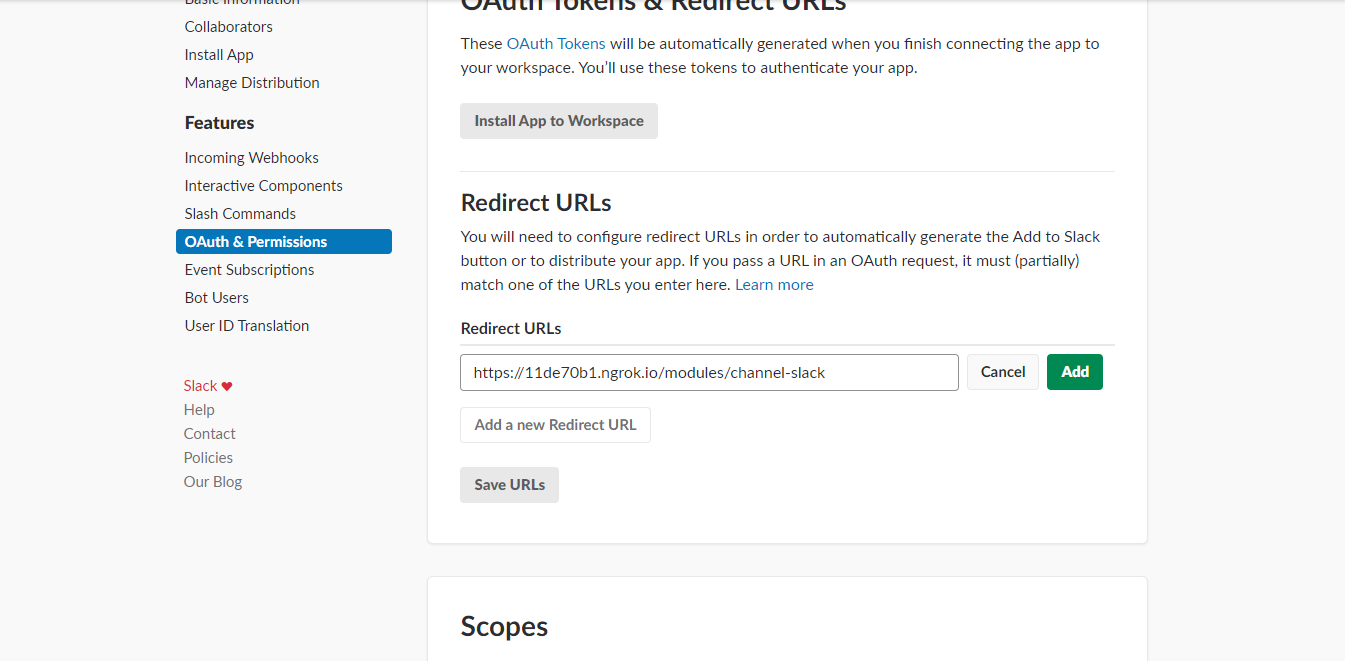 Basic Information
Collaborators
Install App
Manage Distribution
Features
Incoming Webhooks
Interactive Components
Slash Commands
OAuth & Permissions
Event Subscriptions
Bot Users
User ID Translation
Slack ♥
Help
Contact
Policies
Our Blog
OAuth Tokens & Redirect URLs
These OAuth Tokens will be automatically generated when you finish connecting the app to
your workspace. You’ll use these tokens to authenticate your app.
Install App to Workspace
Redirect URLs
You will need to configure redirect URLs in order to automatically generate the Add to Slack
button or to distribute your app. If you pass a URL in an OAuth request, it must (partially)
match one of the URLs you enter here. Learn more
Redirect URLs
https://11de70b1.ngrok.io/modules/channel-slack Cancel Add
Add a new Redirect URL
Save URLs
Scopes